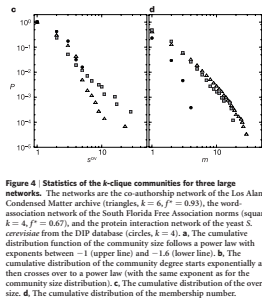 c
d
10⁰
10⁻¹
10⁻²
10⁻³
10⁻⁴
10⁻⁵
P
1
10
1
10
s^ov
m
Figure 4 | Statistics of the k-clique communities for three large
networks. The networks are the co-authorship network of the Los Alam
Condensed Matter archive (triangles, k = 6, f* = 0.93), the word-
association network of the South Florida Free Association norms (squar
k = 4, f* = 0.67), and the protein interaction network of the yeast S.
cerevisiae from the DIP database (circles, k = 4). a, The cumulative
distribution function of the community size follows a power law with
exponents between −1 (upper line) and −1.6 (lower line). b, The
cumulative distribution of the community degree starts exponentially a
then crosses over to a power law (with the same exponent as for the
community size distribution). c, The cumulative distribution of the over
size. d, The cumulative distribution of the membership number.